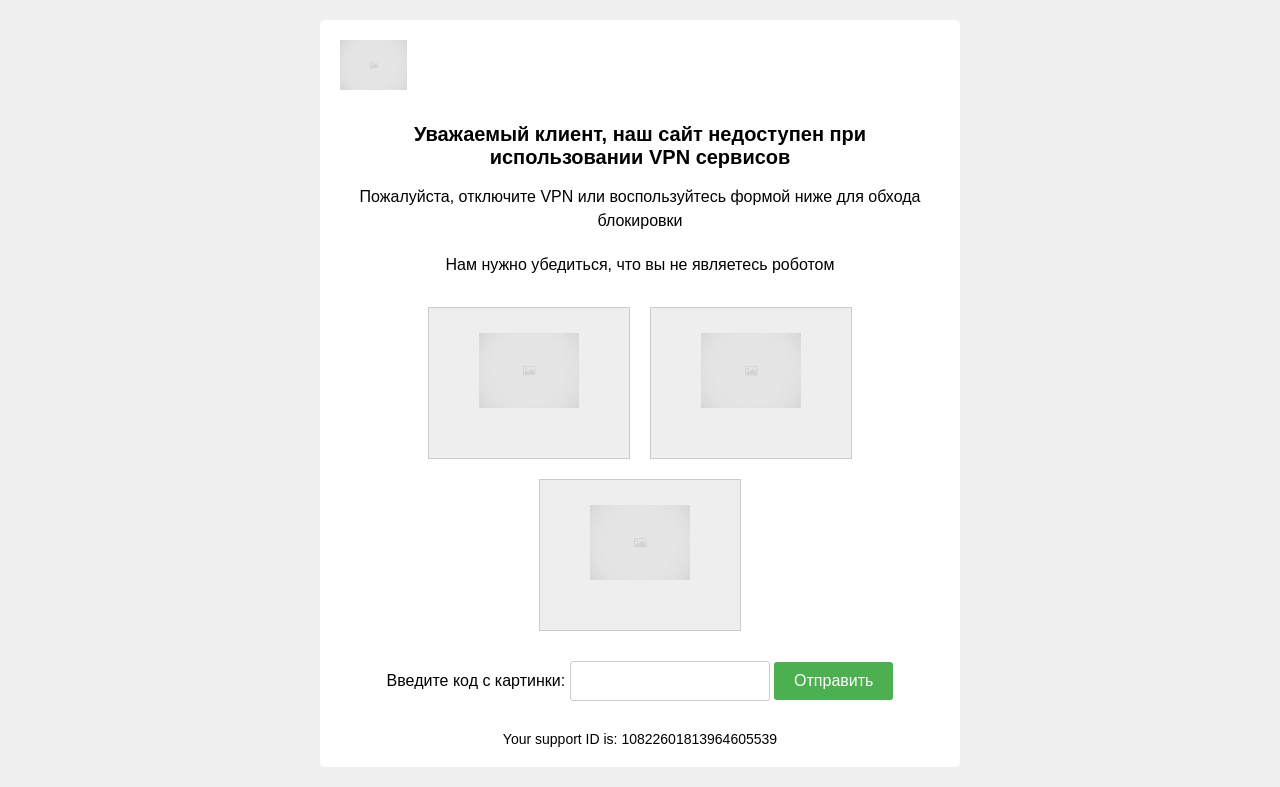 Уважаемый клиент, наш сайт недоступен при
использовании VPN сервисов
Пожалуйста, отключите VPN или воспользуйтесь формой ниже для обхода
блокировки
Нам нужно убедиться, что вы не являетесь роботом
Введите код с картинки:
Отправить
Your support ID is: 10822601813964605539